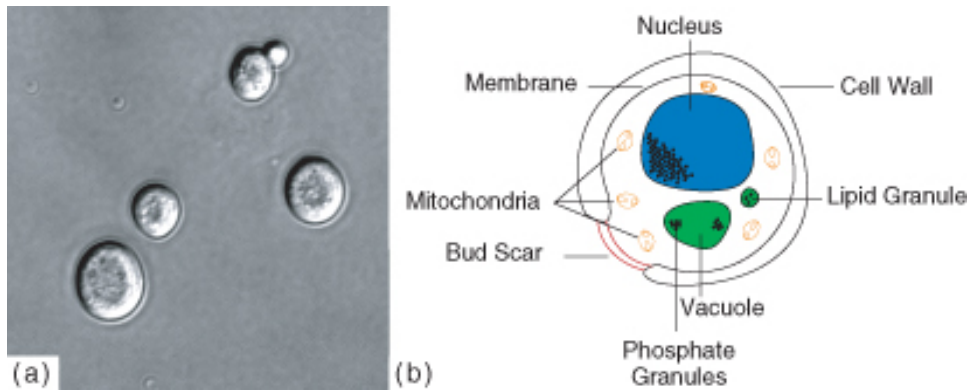 Nucleus
Membrane
Cell Wall
Mitochondria
Lipid Granule
Bud Scar
Vacuole
Phosphate
Granules
(a)
(b)